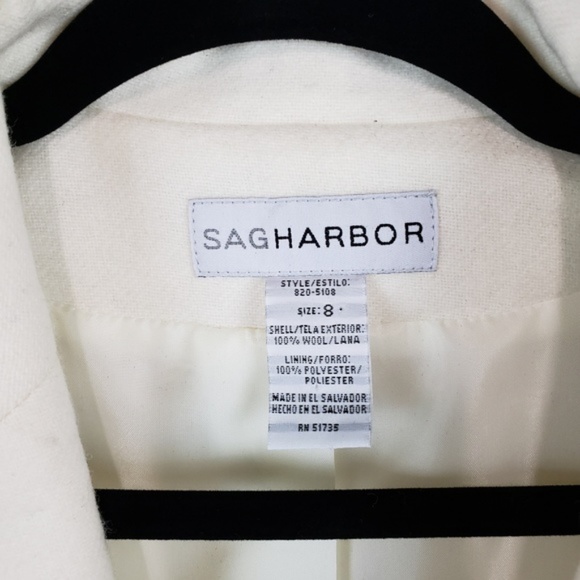 SAGHARBOR
STYLE/ESTILO:
820-5108
SIZE: 8
SHELL/TELA EXTERIOR:
100% WOOL/LANA
LINING/FORRO:
100% POLYESTER/
POLIESTER
MADE IN EL SALVADOR
HECHO EN EL SALVADOR
RN 51735